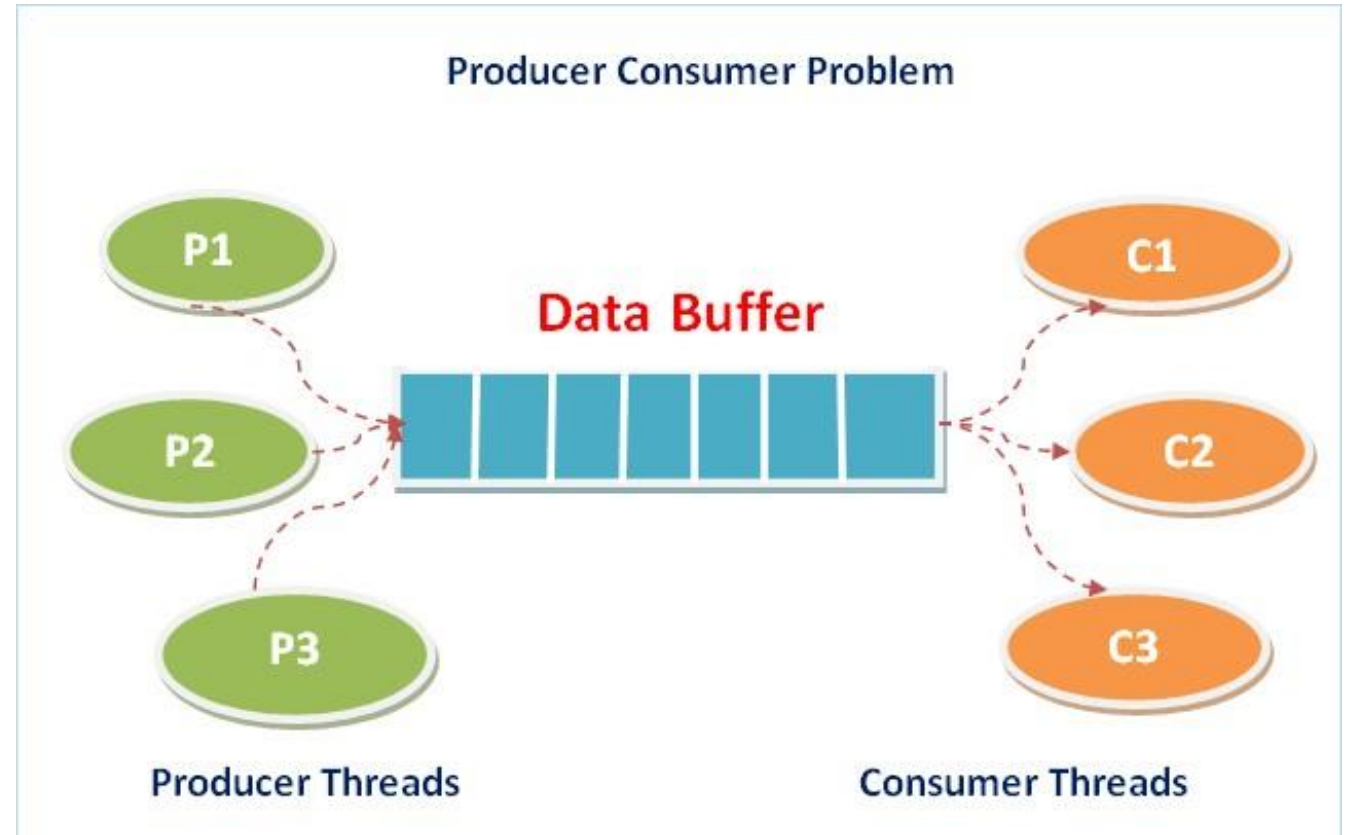 Producer Consumer Problem
P1
C1
Data Buffer
P2
C2
P3
C3
Producer Threads
Consumer Threads